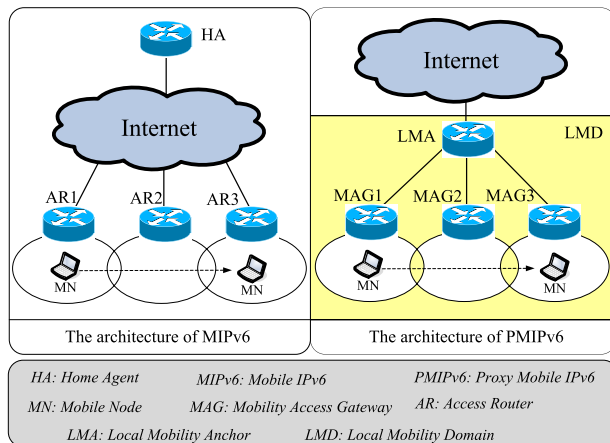 HA
Internet
AR1 AR2 AR3
MN MN
The architecture of MIPv6
Internet
LMA LMD
MAG1 MAG2 MAG3
MN MN
The architecture of PMIPv6
HA: Home Agent MIPv6: Mobile IPv6 PMIPv6: Proxy Mobile IPv6
MN: Mobile Node MAG: Mobility Access Gateway AR: Access Router
LMA: Local Mobility Anchor LMD: Local Mobility Domain